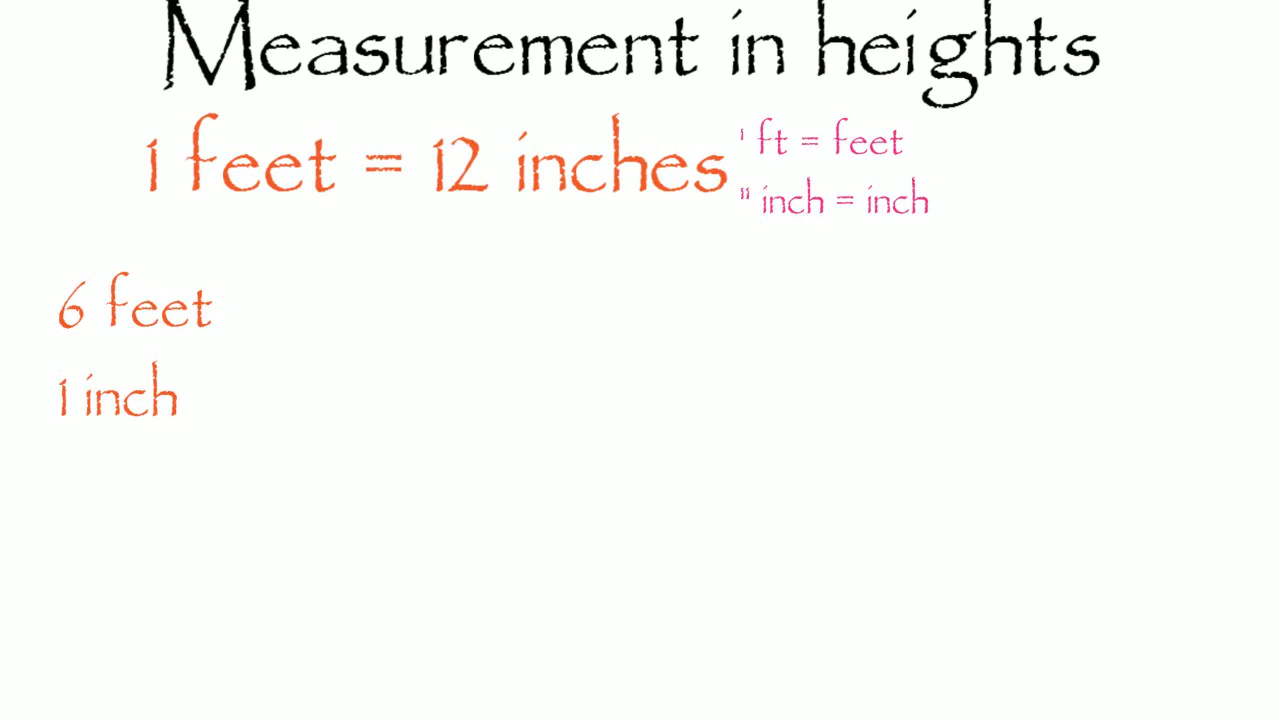 Measurement in heights
1 feet = 12 inches
' ft = feet
" inch = inch
6 feet
1 inch